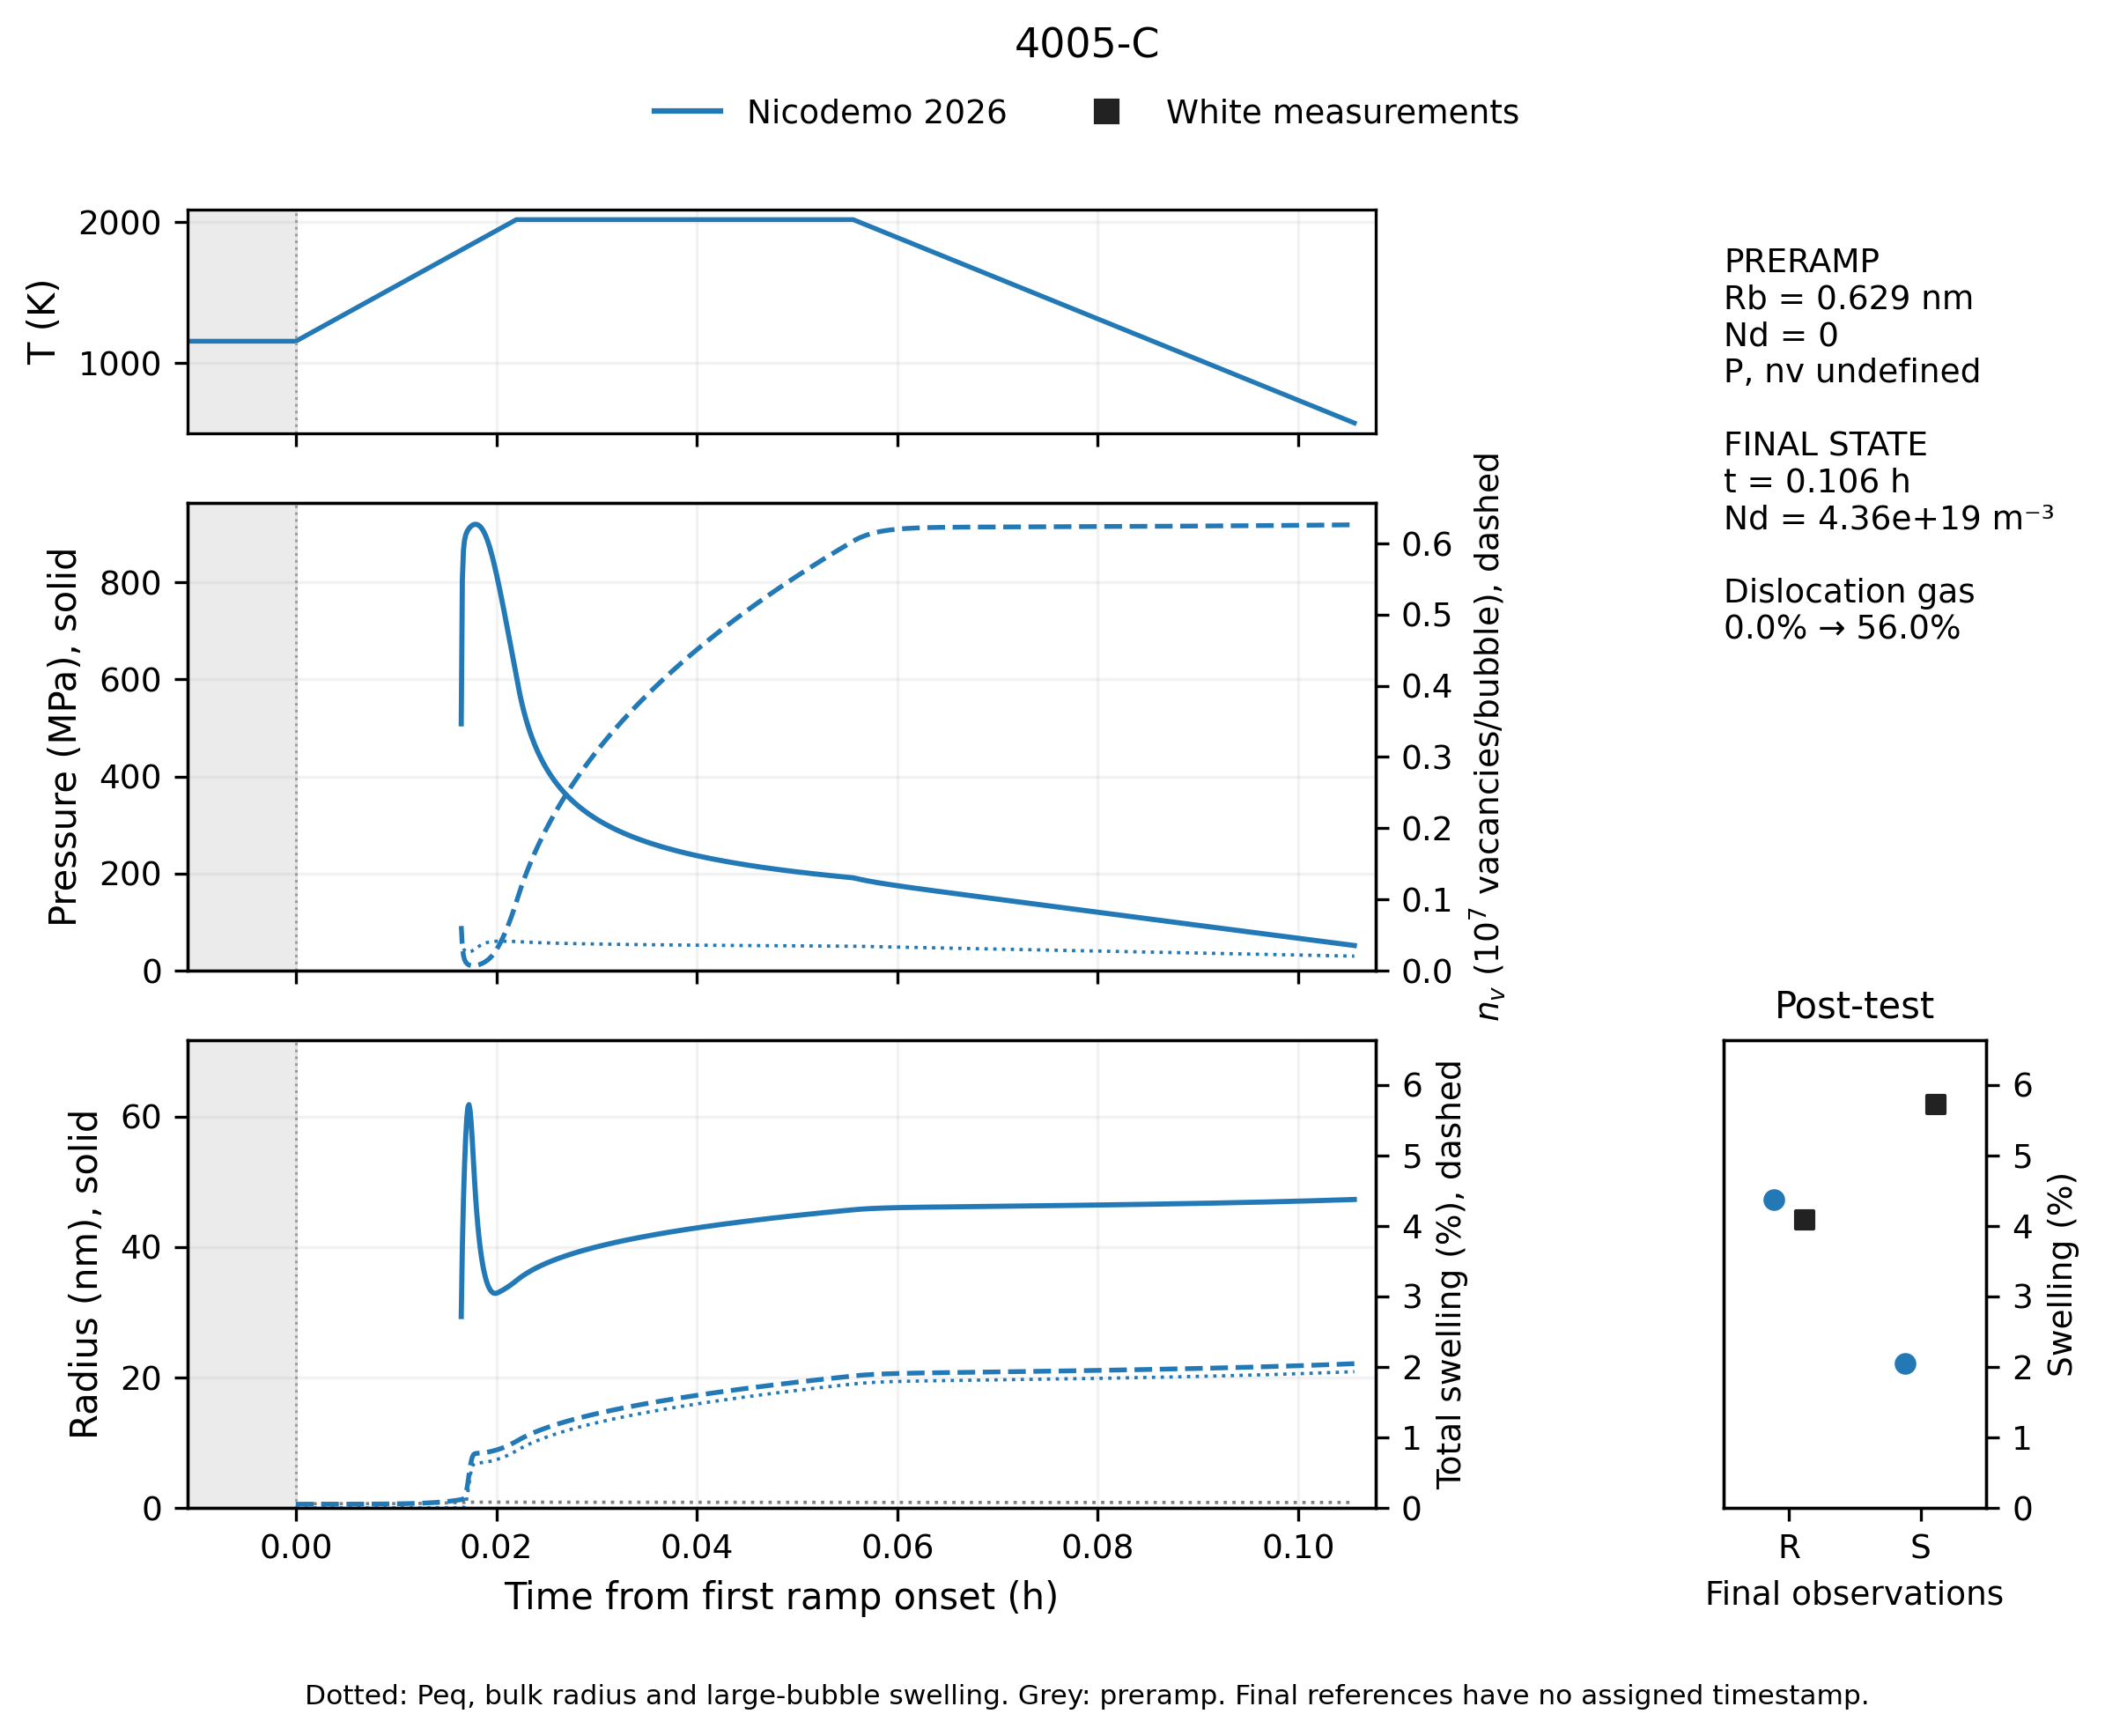 4005-C
Nicodemo 2026
White measurements
T (K)
2000
1000
PRERAMP
Rb = 0.629 nm
Nd = 0
P, nv undefined
FINAL STATE
t = 0.106 h
Nd = 4.36e+19 m⁻³
Dislocation gas
0.0% → 56.0%
Pressure (MPa), solid
800
600
400
200
0
0.6
0.5
0.4
0.3
0.2
0.1
0.0
nᵥ (10⁷ vacancies/bubble), dashed
Radius (nm), solid
60
40
20
0
6
5
4
3
2
1
0
Total swelling (%), dashed
0.00 0.02 0.04 0.06 0.08 0.10
Time from first ramp onset (h)
Post-test
6
5
4
3
2
1
0
Swelling (%)
R S
Final observations
Dotted: Peq, bulk radius and large-bubble swelling. Grey: preramp. Final references have no assigned timestamp.